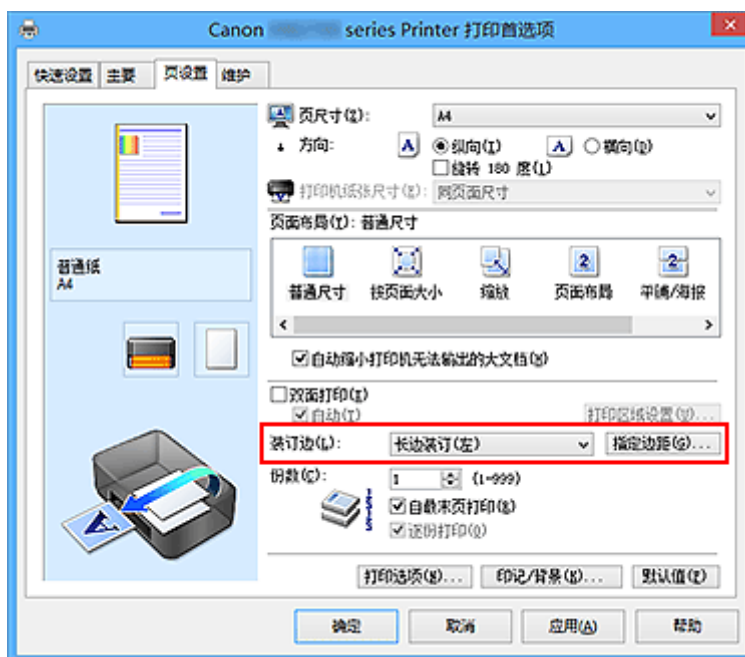 Canon series Printer 打印首选项
快速设置 主要 页设置 维护
页尺寸(Z): A4
方向: A 纵向(I) A 横向(D)
旋转 180 度(L)
打印机纸张尺寸(E): 同页面尺寸
页面布局(Y): 普通尺寸
普通尺寸 按页面大小 缩放 页面布局 平铺/海报
普通纸
A4
自动缩小打印机无法输出的大文档(N)
双面打印(X)
自动(T) 打印区域设置(U)...
装订边(L): 长边装订(左) 指定边距(G)...
份数(C): 1 (1-999)
自最末页打印(R)
逐份打印(O)
打印选项(N)... 印记/背景(K)... 默认值(F)
确定 取消 应用(A) 帮助